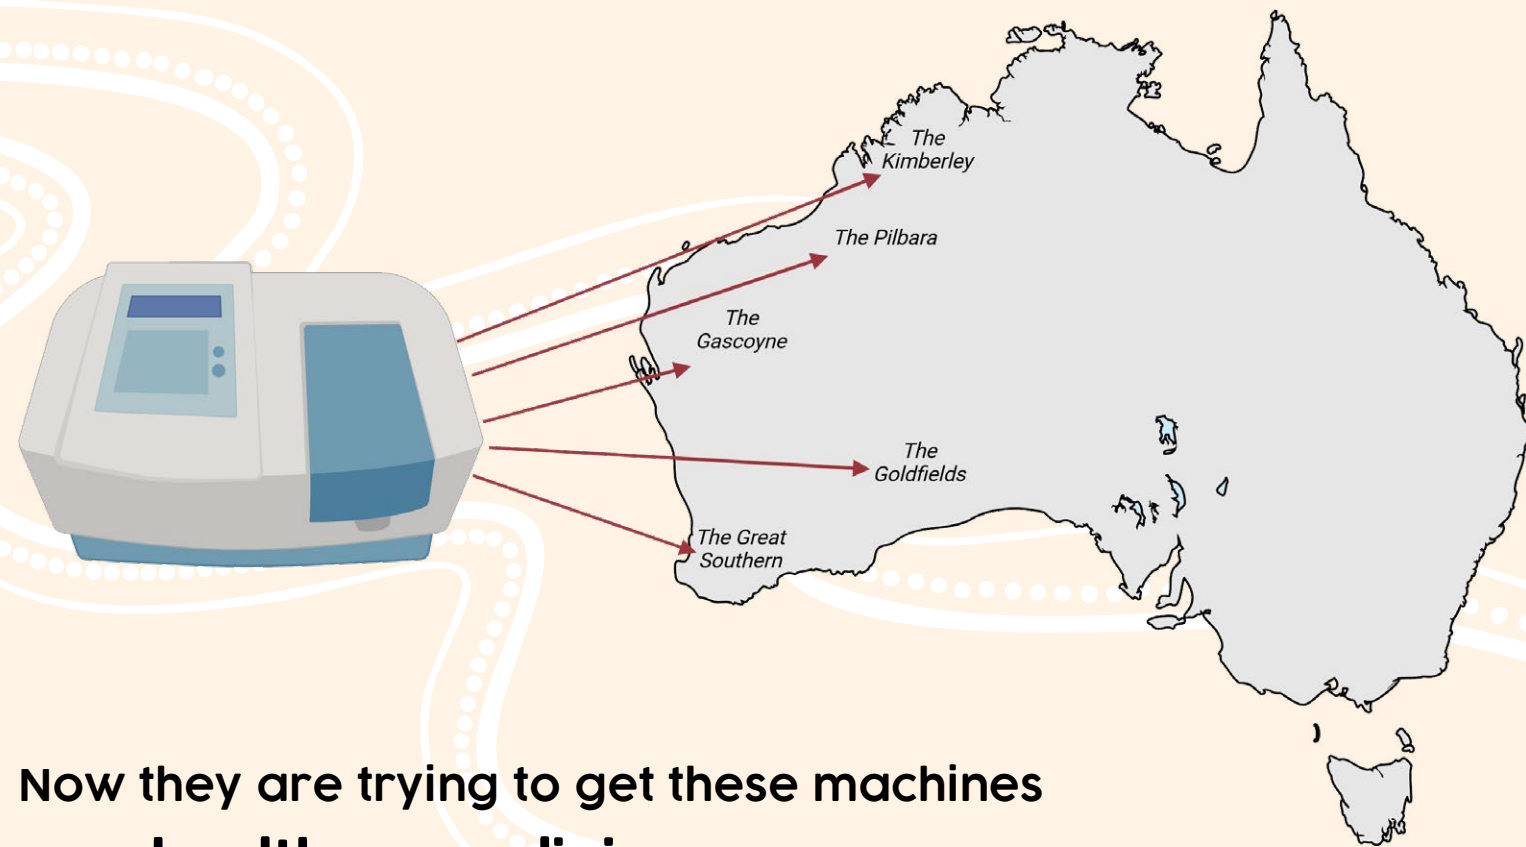 The
Kimberley
The Pilbara
The
Gascoyne
The
Goldfields
The Great
Southern
Now they are trying to get these machines